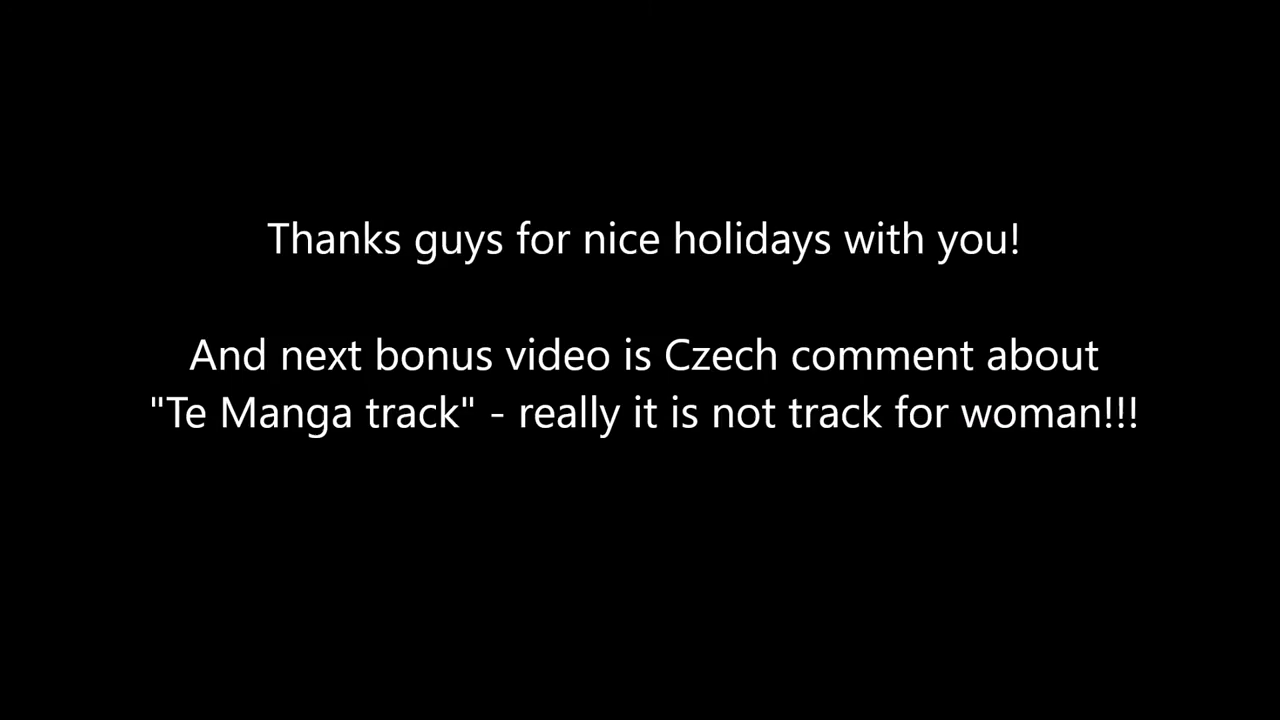 Thanks guys for nice holidays with you!
And next bonus video is Czech comment about
"Te Manga track" - really it is not track for woman!!!